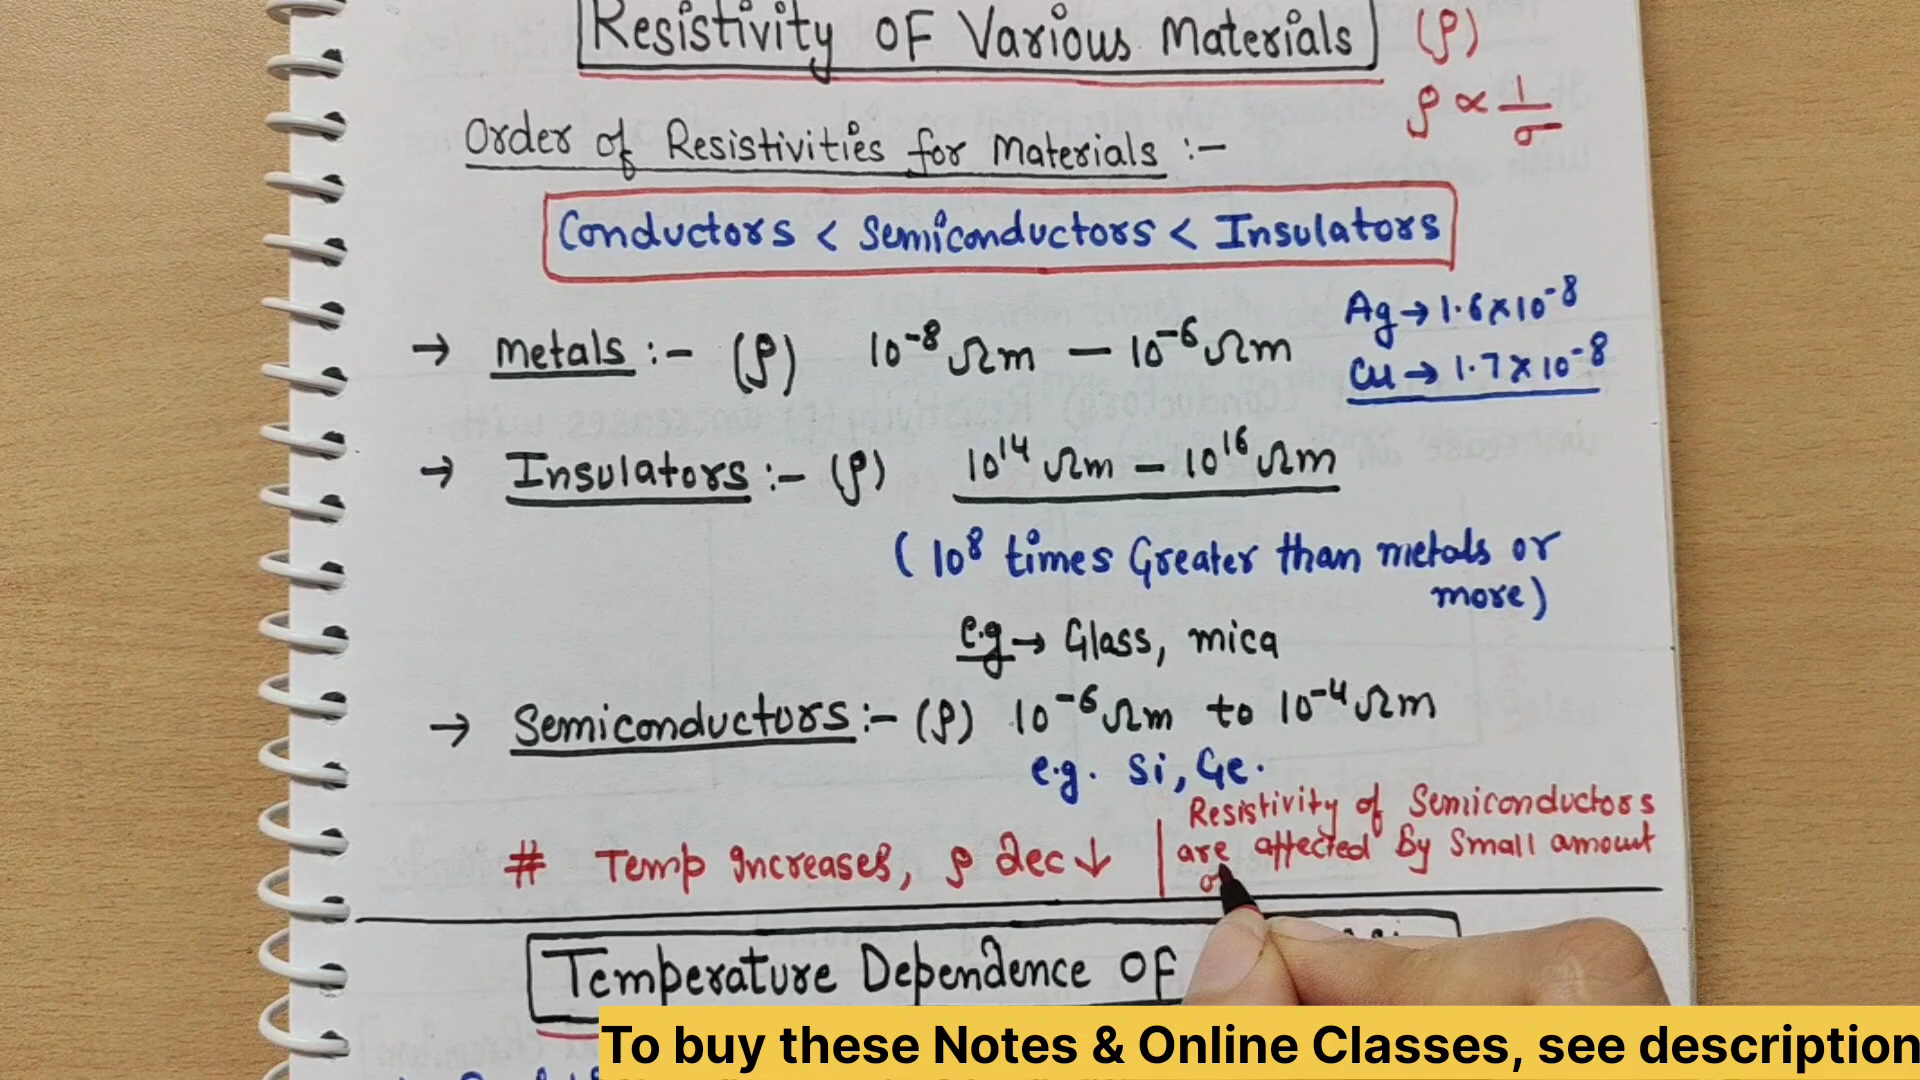 Resistivity OF Various Materials (ρ)
ρ ∝ 1/σ
Order of Resistivities for Materials :-
Conductors < Semiconductors < Insulators
Ag → 1.6×10⁻⁸
→ Metals :- (ρ) 10⁻⁸ Ωm — 10⁻⁶ Ωm
Cu → 1.7×10⁻⁸
→ Insulators :- (ρ) 10¹⁴ Ωm — 10¹⁶ Ωm
(10⁸ times Greater than metals or
more)
e.g → Glass, mica
→ Semiconductors :- (ρ) 10⁻⁶ Ωm to 10⁻⁴ Ωm
e.g. Si, Ge.
# Temp Increases, ρ dec ↓
Resistivity of Semiconductors
are affected By Small amount
Temperature Dependence OF
To buy these Notes & Online Classes, see description